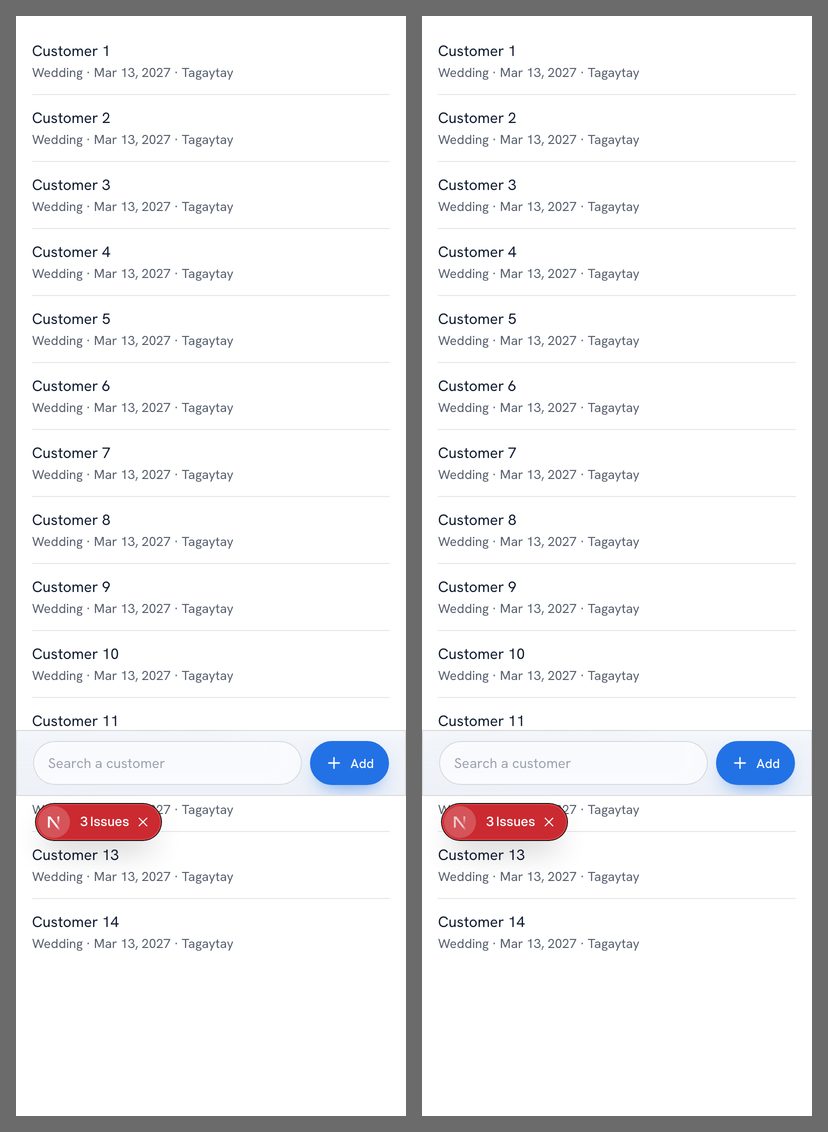 Customer 1
Wedding · Mar 13, 2027 · Tagaytay
Customer 2
Wedding · Mar 13, 2027 · Tagaytay
Customer 3
Wedding · Mar 13, 2027 · Tagaytay
Customer 4
Wedding · Mar 13, 2027 · Tagaytay
Customer 5
Wedding · Mar 13, 2027 · Tagaytay
Customer 6
Wedding · Mar 13, 2027 · Tagaytay
Customer 7
Wedding · Mar 13, 2027 · Tagaytay
Customer 8
Wedding · Mar 13, 2027 · Tagaytay
Customer 9
Wedding · Mar 13, 2027 · Tagaytay
Customer 10
Wedding · Mar 13, 2027 · Tagaytay
Customer 11
Search a customer
+ Add
27 · Tagaytay
N 3 Issues ×
Customer 13
Wedding · Mar 13, 2027 · Tagaytay
Customer 14
Wedding · Mar 13, 2027 · Tagaytay
Customer 1
Wedding · Mar 13, 2027 · Tagaytay
Customer 2
Wedding · Mar 13, 2027 · Tagaytay
Customer 3
Wedding · Mar 13, 2027 · Tagaytay
Customer 4
Wedding · Mar 13, 2027 · Tagaytay
Customer 5
Wedding · Mar 13, 2027 · Tagaytay
Customer 6
Wedding · Mar 13, 2027 · Tagaytay
Customer 7
Wedding · Mar 13, 2027 · Tagaytay
Customer 8
Wedding · Mar 13, 2027 · Tagaytay
Customer 9
Wedding · Mar 13, 2027 · Tagaytay
Customer 10
Wedding · Mar 13, 2027 · Tagaytay
Customer 11
Search a customer
+ Add
27 · Tagaytay
N 3 Issues ×
Customer 13
Wedding · Mar 13, 2027 · Tagaytay
Customer 14
Wedding · Mar 13, 2027 · Tagaytay